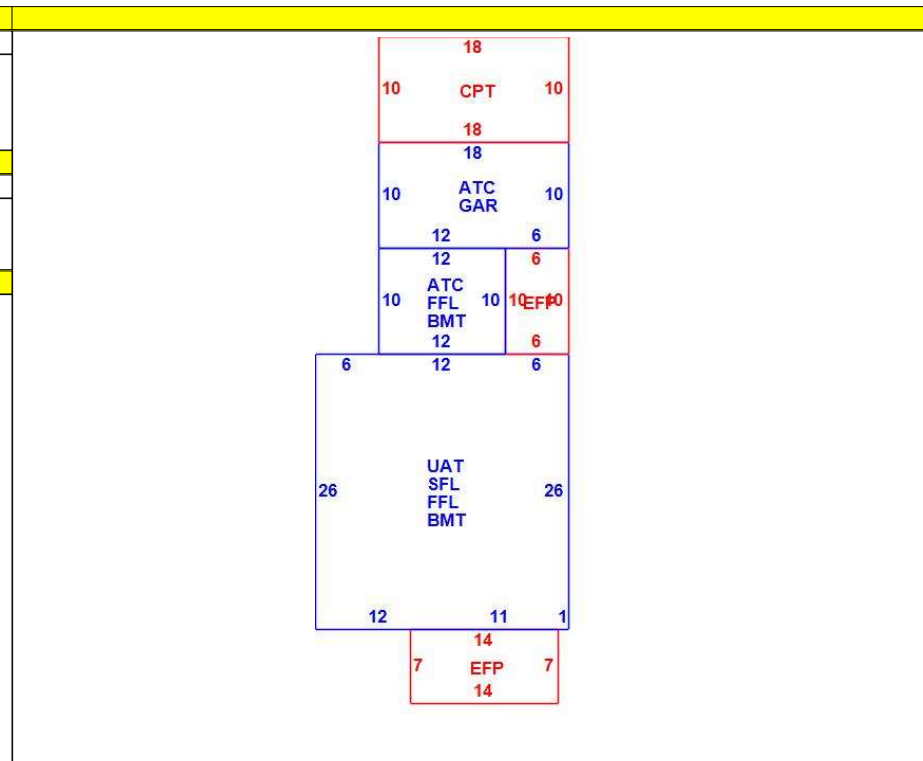 18
10 CPT 10
18
18
10 ATC 10
GAR
12 6
12 6
ATC
10 FFL 10 10 EFP 10
BMT
12 6
6 12 6
UAT
SFL
26 FFL 26
BMT
12 11 1
14
7 EFP 7
14